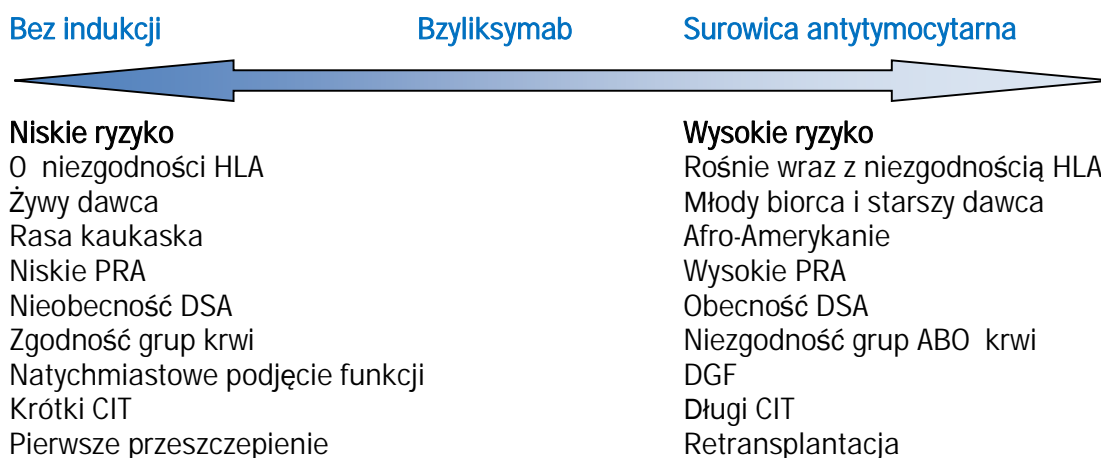 Bez indukcji Bzyliksymab Surowica antytymocytarna
Niskie ryzyko
0 niezgodności HLA
Żywy dawca
Rasa kaukaska
Niskie PRA
Nieobecność DSA
Zgodność grup krwi
Natychmiastowe podjęcie funkcji
Krótki CIT
Pierwsze przeszczepienie
Wysokie ryzyko
Rośnie wraz z niezgodnością HLA
Młody biorca i starszy dawca
Afro-Amerykanie
Wysokie PRA
Obecność DSA
Niezgodność grup ABO krwi
DGF
Długi CIT
Retransplantacja